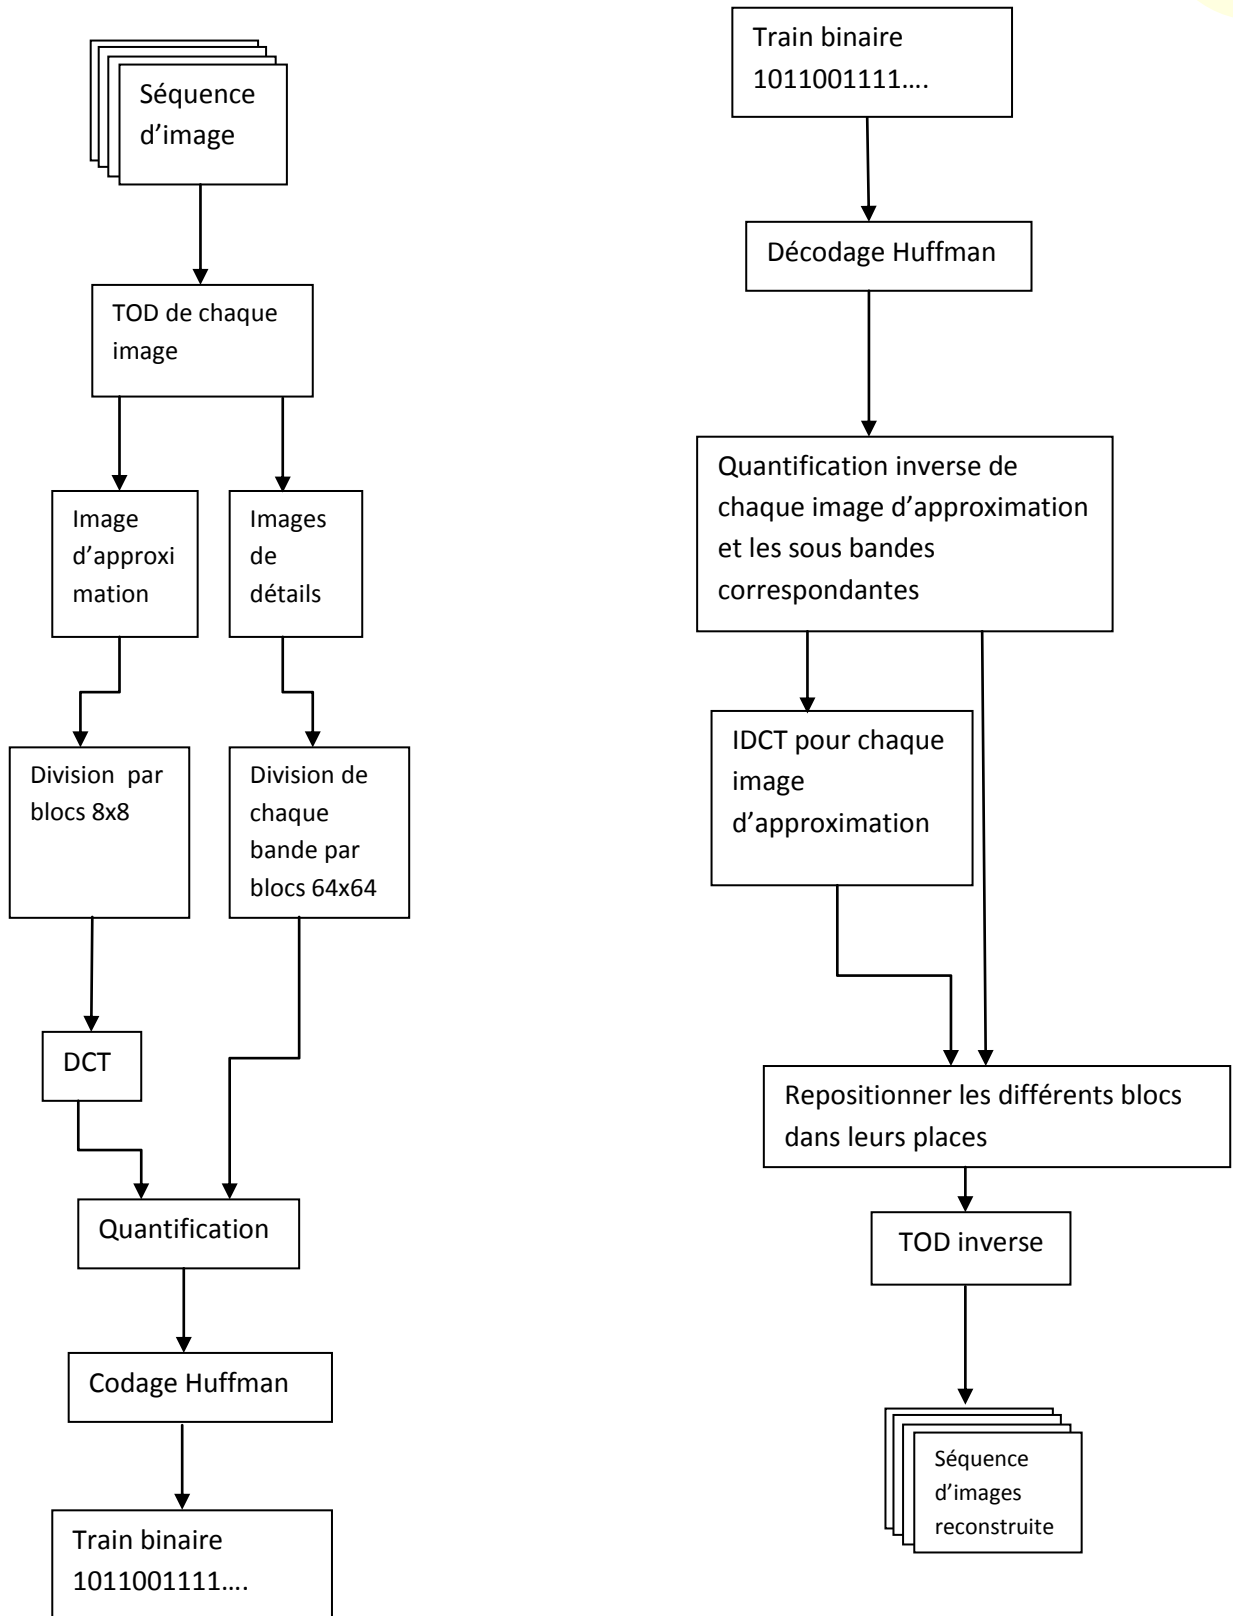 Séquence
d’image
TOD de chaque
image
Image
d’approxi
mation
Images
de
détails
Division par
blocs 8x8
Division de
chaque
bande par
blocs 64x64
DCT
Quantification
Codage Huffman
Train binaire
1011001111….
Train binaire
1011001111….
Décodage Huffman
Quantification inverse de
chaque image d’approximation
et les sous bandes
correspondantes
IDCT pour chaque
image
d’approximation
Repositionner les différents blocs
dans leurs places
TOD inverse
Séquence
d’images
reconstruite